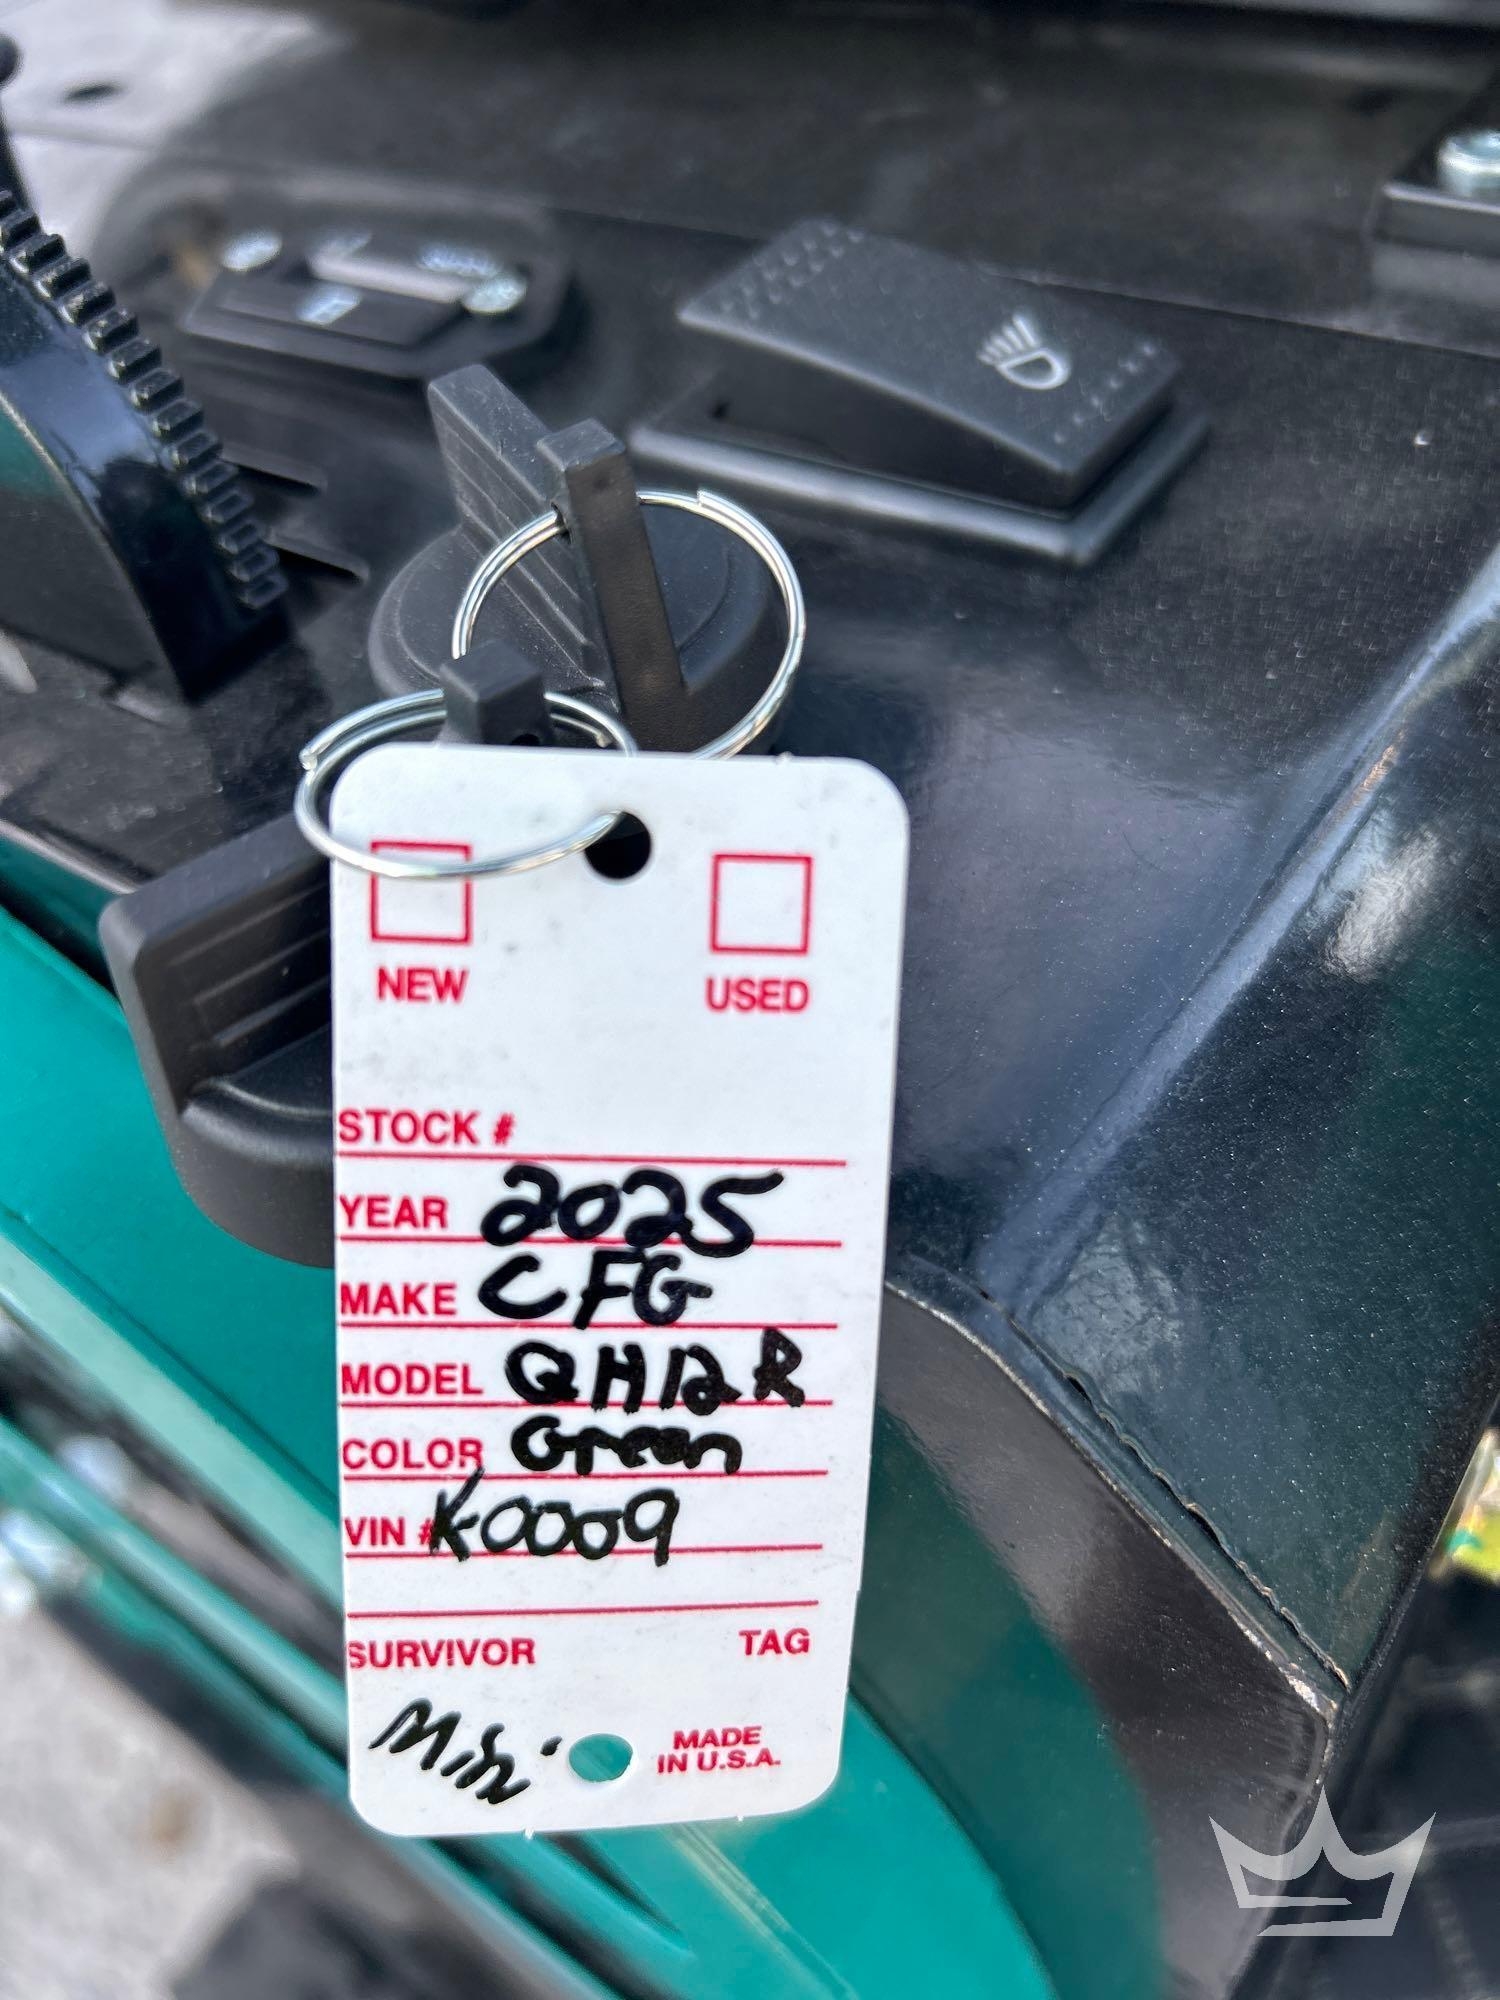 NEW USED
STOCK #
YEAR 2025
MAKE CFG
MODEL QH12R
COLOR Green
VIN # K0009
SURVIVOR TAG
MADE
IN U.S.A.